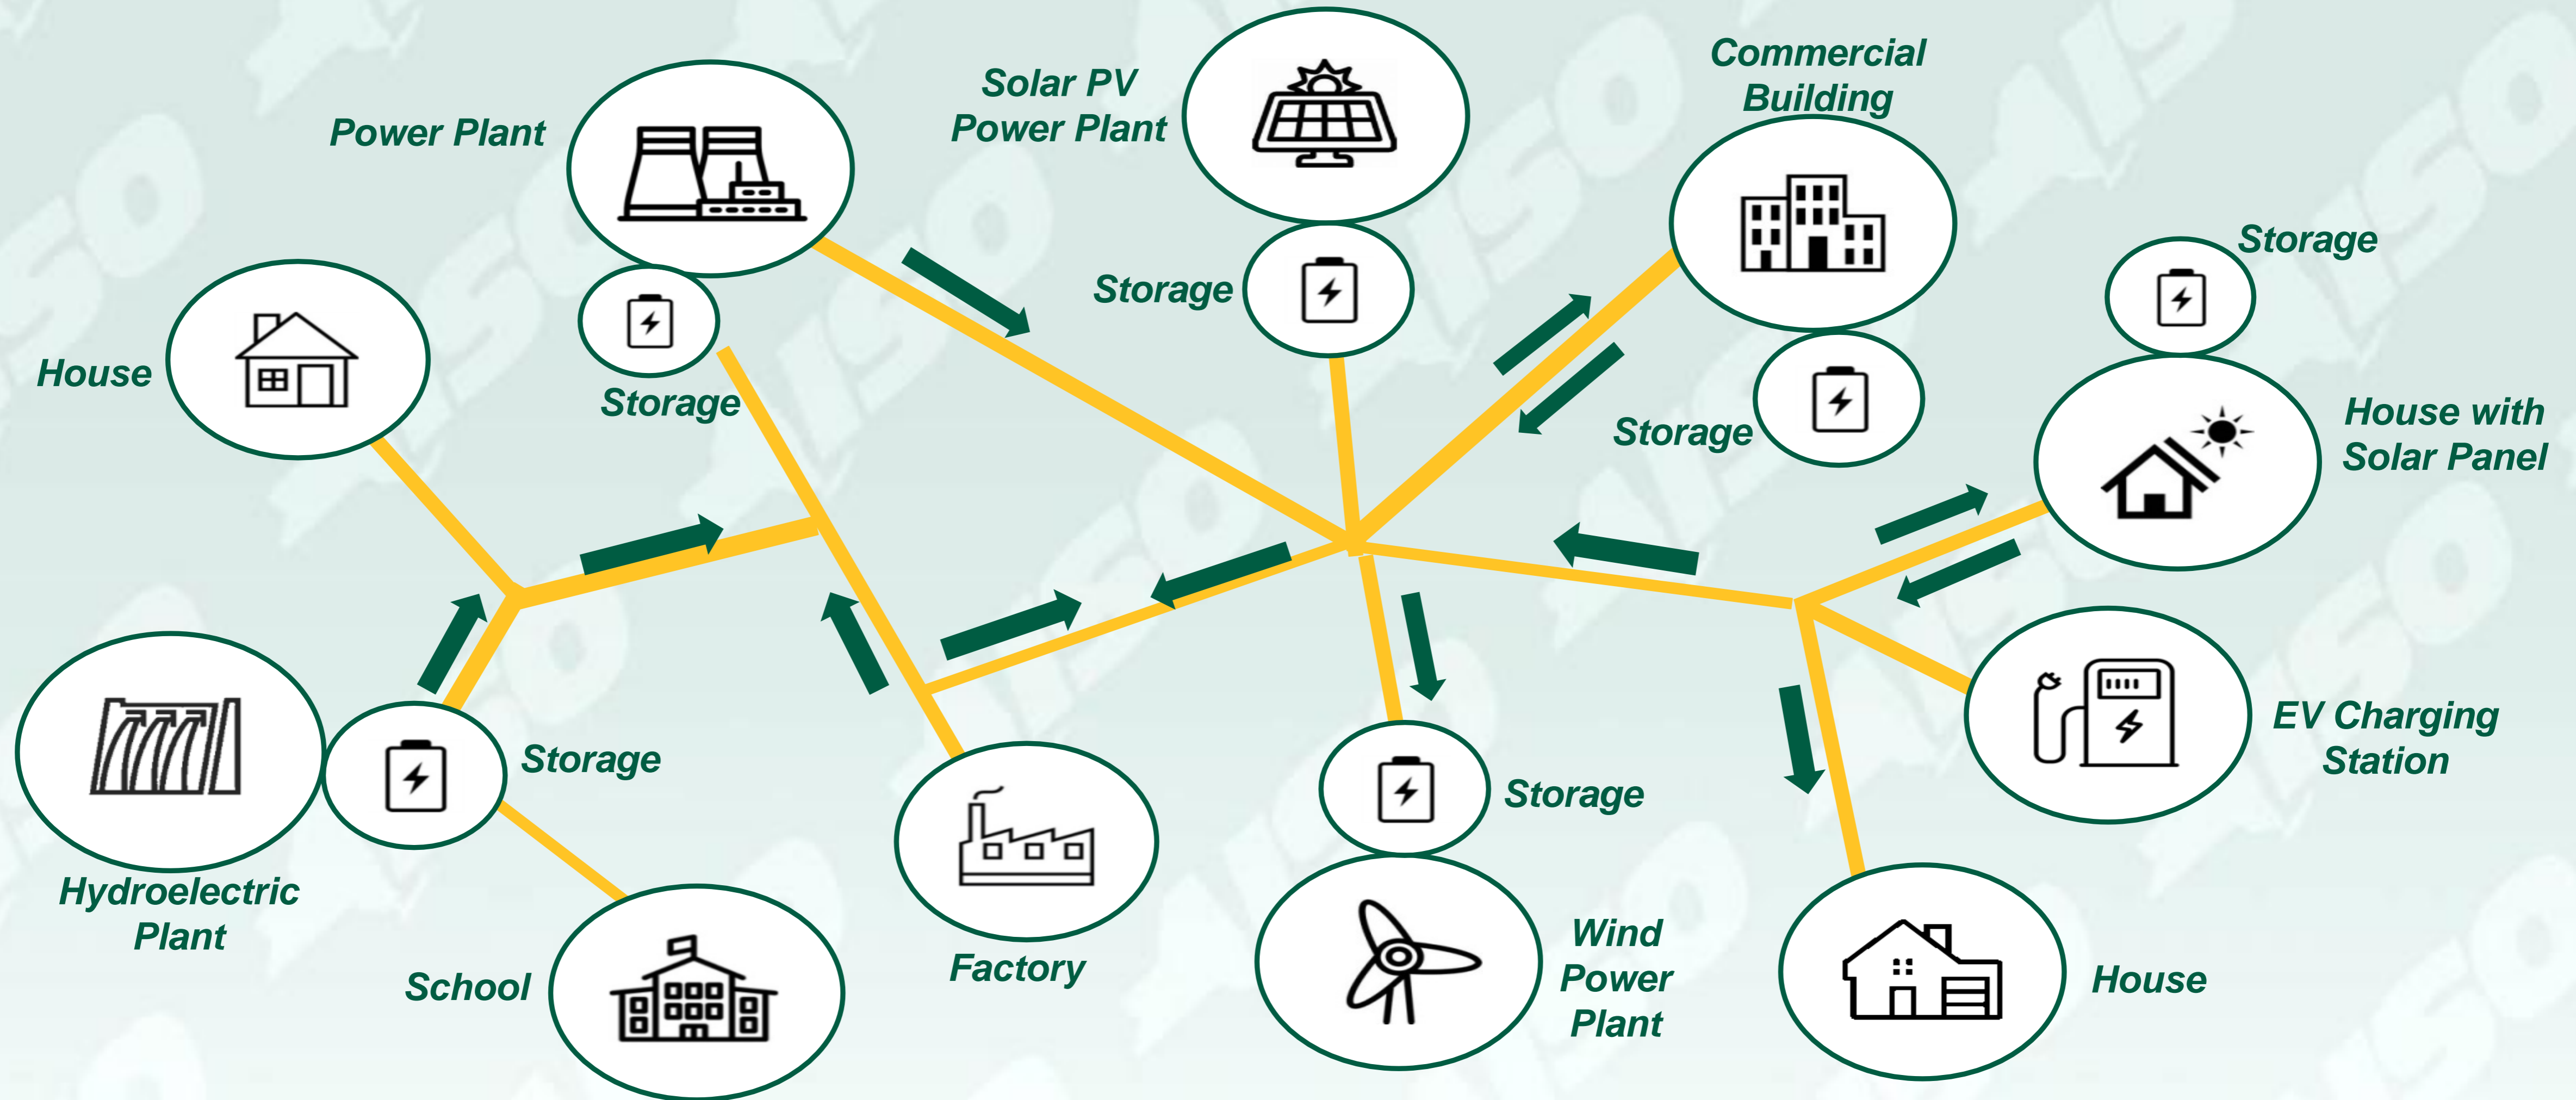 Commercial
Building
Solar PV
Power Plant
Power Plant
Storage
Storage
House
Storage
Storage
House with
Solar Panel
Storage
EV Charging
Station
Storage
Hydroelectric
Plant
School
Factory
Wind
Power
Plant
House
AISO